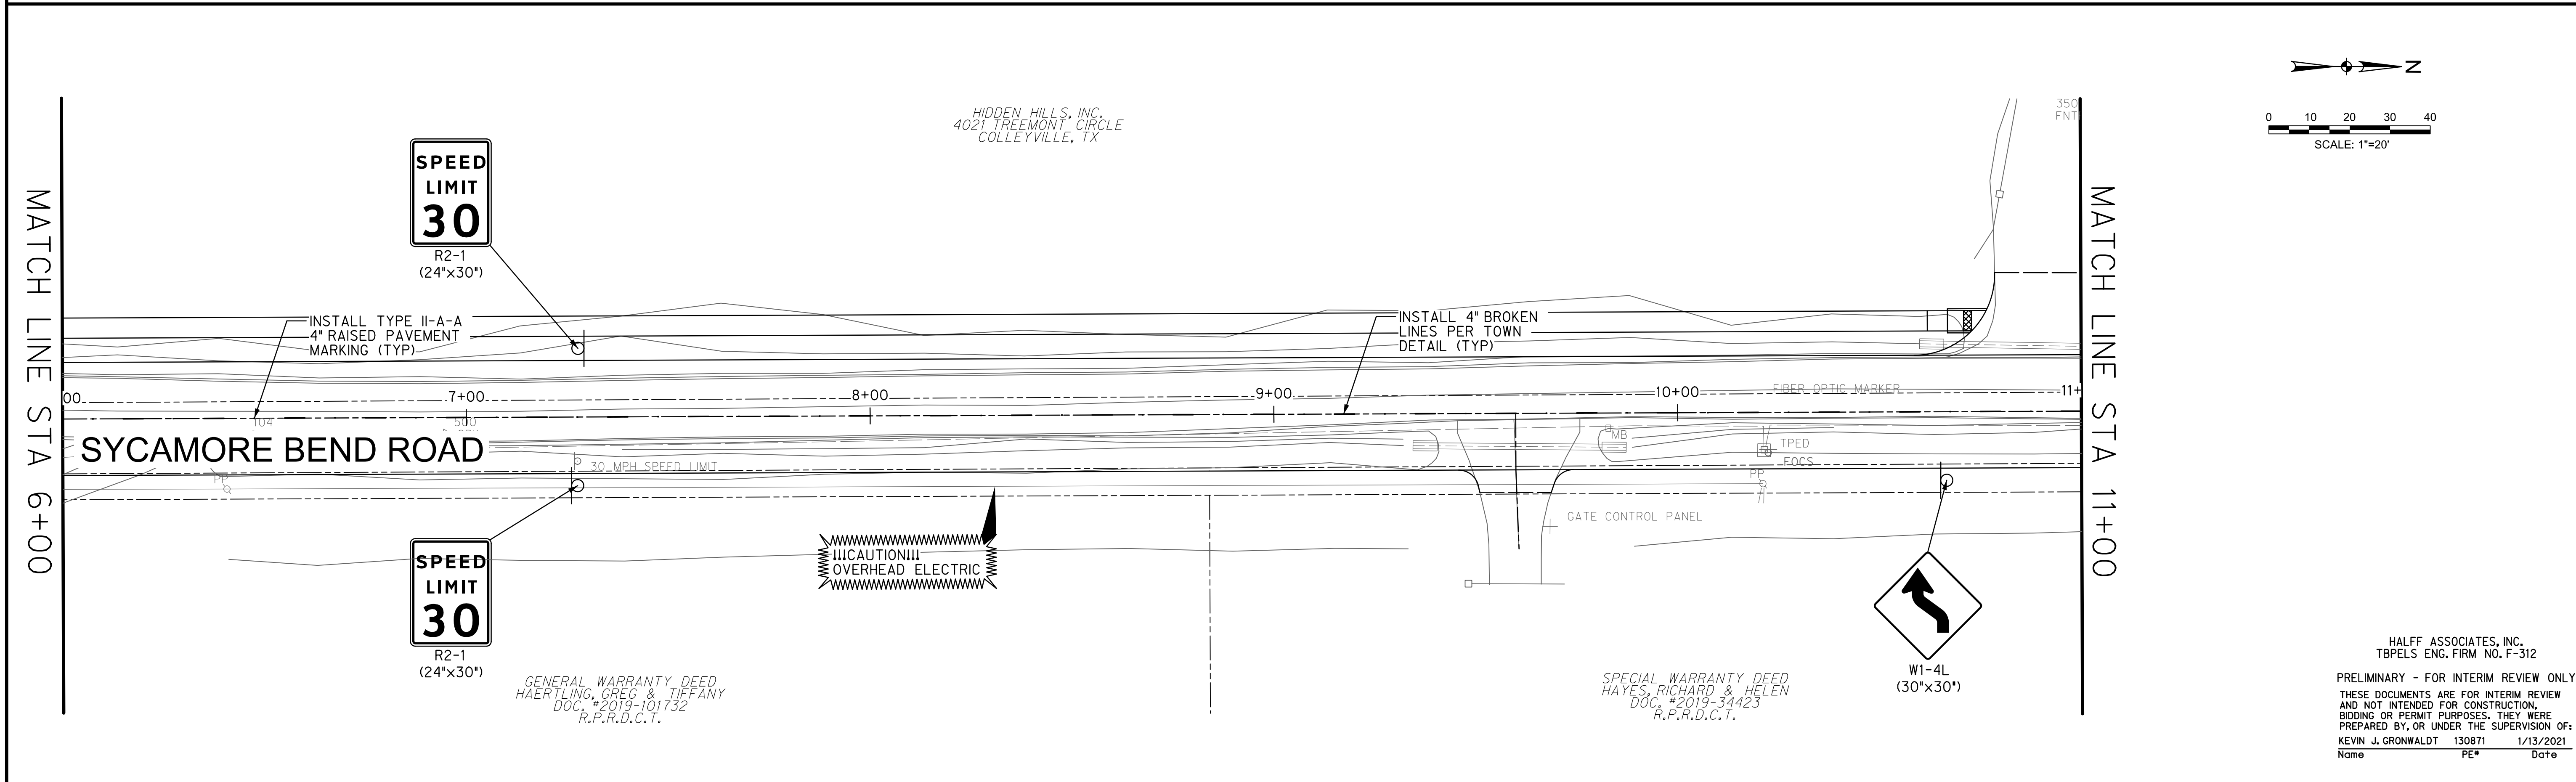 HIDDEN HILLS, INC.
4021 TREEMONT CIRCLE
COLLEYVILLE, TX
350
FNT
N
0 10 20 30 40
SCALE: 1"=20'
SPEED
LIMIT
30
R2-1
(24"x30")
MATCH LINE STA 6+00
MATCH LINE STA 11+00
INSTALL TYPE II-A-A
4" RAISED PAVEMENT
MARKING (TYP)
INSTALL 4" BROKEN
LINES PER TOWN
DETAIL (TYP)
00 7+00 8+00 9+00 10+00 11+
FIBER OPTIC MARKER
104
500
SYCAMORE BEND ROAD
MB
TPED
FOCS
30 MPH SPEED LIMIT
PP
PP
GATE CONTROL PANEL
!!!CAUTION!!!
OVERHEAD ELECTRIC
SPEED
LIMIT
30
R2-1
(24"x30")
W1-4L
(30"x30")
GENERAL WARRANTY DEED
HAERTLING, GREG & TIFFANY
DOC. #2019-101732
R.P.R.D.C.T.
SPECIAL WARRANTY DEED
HAYES, RICHARD & HELEN
DOC. #2019-34423
R.P.R.D.C.T.
HALFF ASSOCIATES, INC.
TBPELS ENG. FIRM NO. F-312
PRELIMINARY - FOR INTERIM REVIEW ONLY
THESE DOCUMENTS ARE FOR INTERIM REVIEW
AND NOT INTENDED FOR CONSTRUCTION,
BIDDING OR PERMIT PURPOSES. THEY WERE
PREPARED BY, OR UNDER THE SUPERVISION OF:
KEVIN J. GRONWALDT 130871 1/13/2021
Name PE# Date